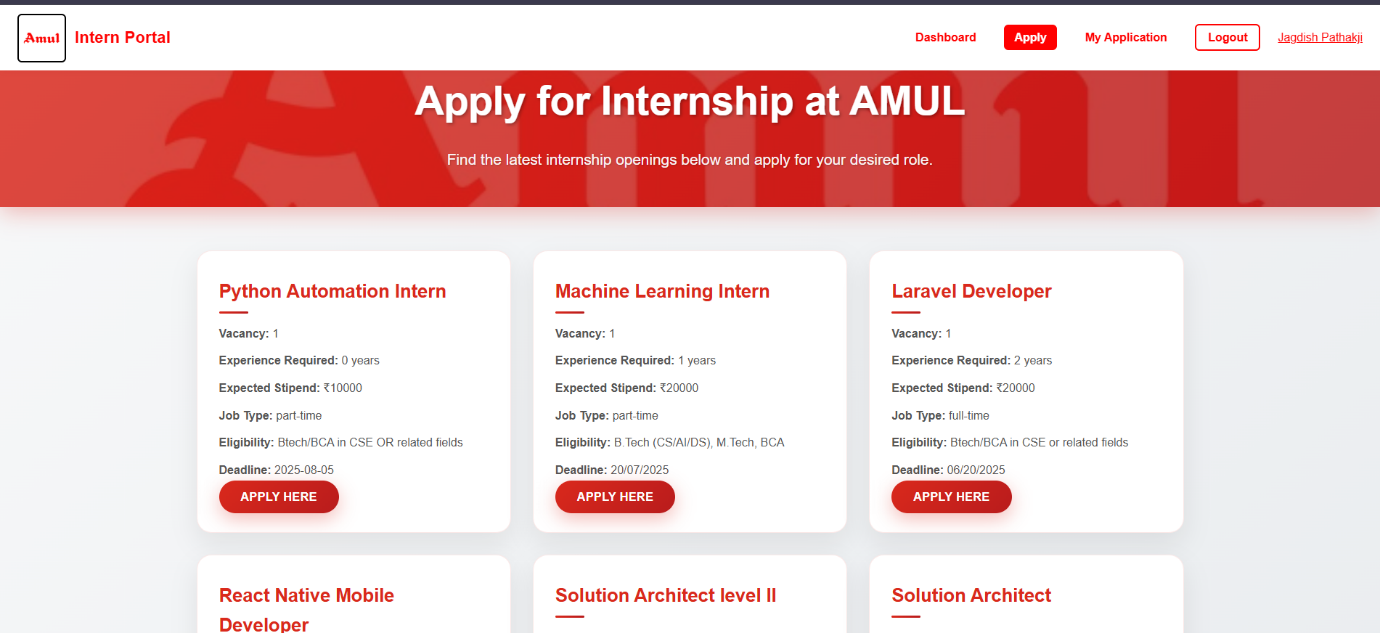 Amul Intern Portal Dashboard Apply My Application Logout Jagdish Pathakji
Amul
Apply for Internship at AMUL
Find the latest internship openings below and apply for your desired role.
Python Automation Intern
Vacancy: 1
Experience Required: 0 years
Expected Stipend: ₹10000
Job Type: part-time
Eligibility: Btech/BCA in CSE OR related fields
Deadline: 2025-08-05
APPLY HERE
Machine Learning Intern
Vacancy: 1
Experience Required: 1 years
Expected Stipend: ₹20000
Job Type: part-time
Eligibility: B.Tech (CS/AI/DS), M.Tech, BCA
Deadline: 20/07/2025
APPLY HERE
Laravel Developer
Vacancy: 1
Experience Required: 2 years
Expected Stipend: ₹20000
Job Type: full-time
Eligibility: Btech/BCA in CSE or related fields
Deadline: 06/20/2025
APPLY HERE
React Native Mobile
Developer
Solution Architect level II
Solution Architect